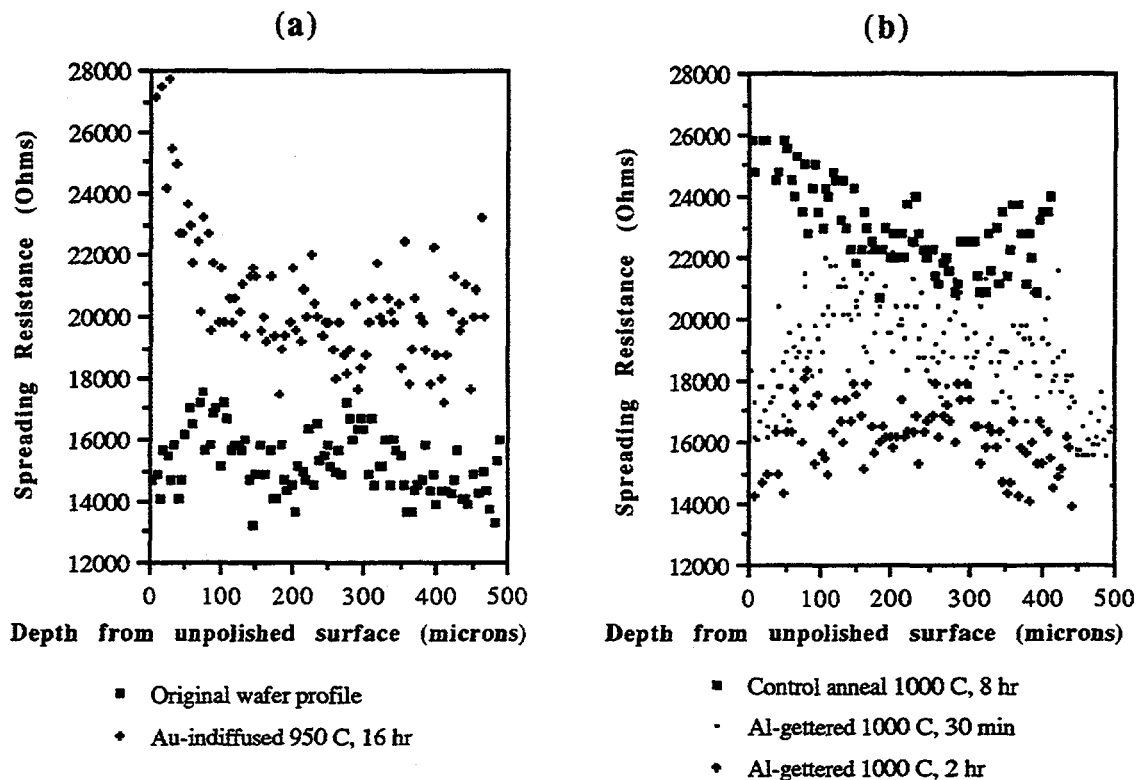 (a)
28000
26000
24000
22000
20000
18000
16000
14000
12000
Spreading Resistance (Ohms)
0 100 200 300 400 500
Depth from unpolished surface (microns)
Original wafer profile
Au-indiffused 950 C, 16 hr
(b)
28000
26000
24000
22000
20000
18000
16000
14000
12000
Spreading Resistance (Ohms)
0 100 200 300 400 500
Depth from unpolished surface (microns)
Control anneal 1000 C, 8 hr
Al-gettered 1000 C, 30 min
Al-gettered 1000 C, 2 hr